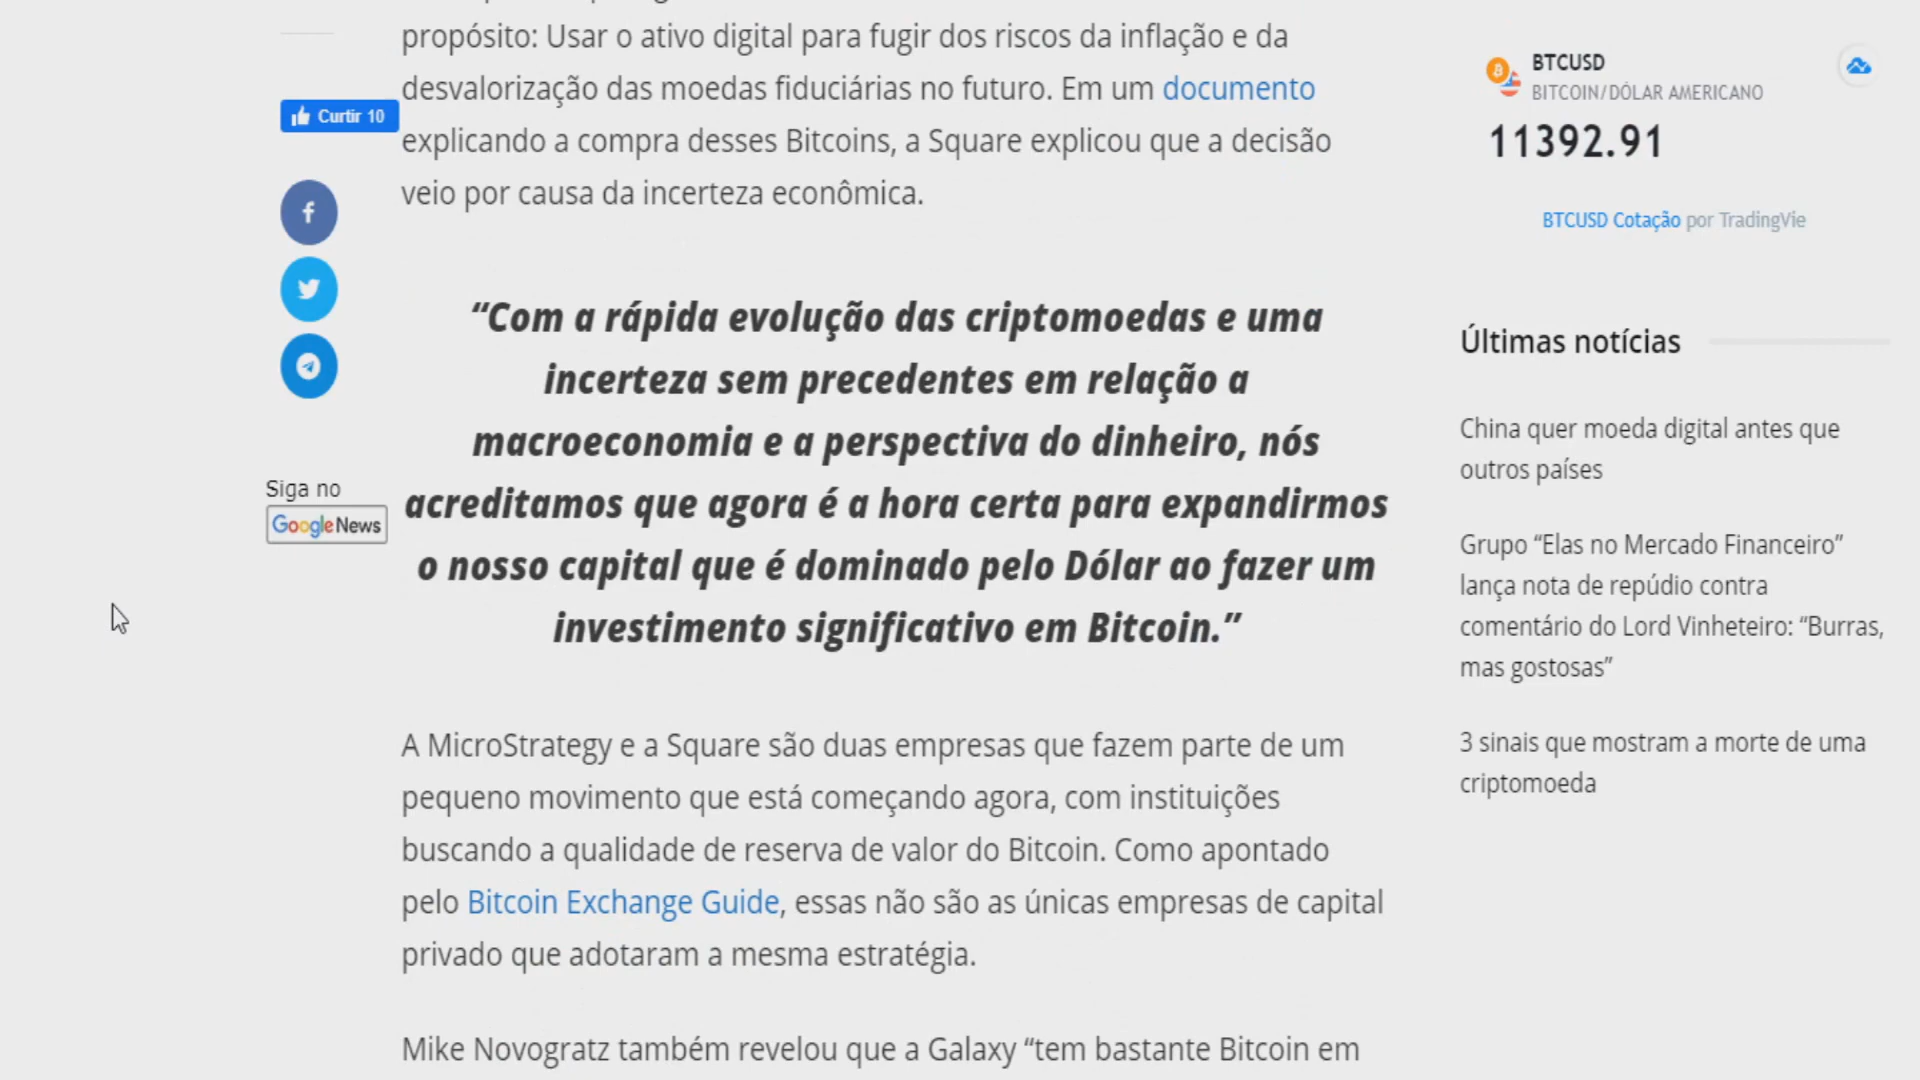 propósito: Usar o ativo digital para fugir dos riscos da inflação e da
desvalorização das moedas fiduciárias no futuro. Em um documento
explicando a compra desses Bitcoins, a Square explicou que a decisão
veio por causa da incerteza econômica.
Curtir 10
“Com a rápida evolução das criptomoedas e uma
incerteza sem precedentes em relação a
macroeconomia e a perspectiva do dinheiro, nós
acreditamos que agora é a hora certa para expandirmos
o nosso capital que é dominado pelo Dólar ao fazer um
investimento significativo em Bitcoin.”
Siga no
Google News
A MicroStrategy e a Square são duas empresas que fazem parte de um
pequeno movimento que está começando agora, com instituições
buscando a qualidade de reserva de valor do Bitcoin. Como apontado
pelo Bitcoin Exchange Guide, essas não são as únicas empresas de capital
privado que adotaram a mesma estratégia.
Mike Novogratz também revelou que a Galaxy “tem bastante Bitcoin em
BTCUSD
BITCOIN/DÓLAR AMERICANO
11392.91
BTCUSD Cotação por TradingVie
Últimas notícias
China quer moeda digital antes que
outros países
Grupo “Elas no Mercado Financeiro”
lança nota de repúdio contra
comentário do Lord Vinheteiro: “Burras,
mas gostosas”
3 sinais que mostram a morte de uma
criptomoeda